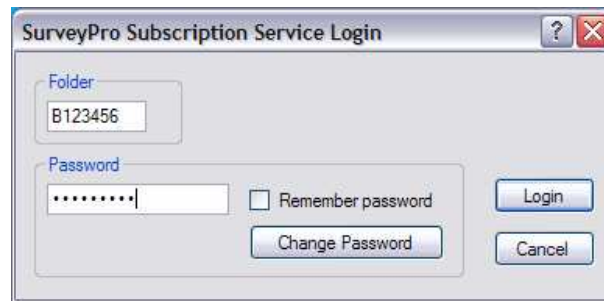 SurveyPro Subscription Service Login
Folder
B123456
Password
•••••••••
Remember password
Login
Change Password
Cancel